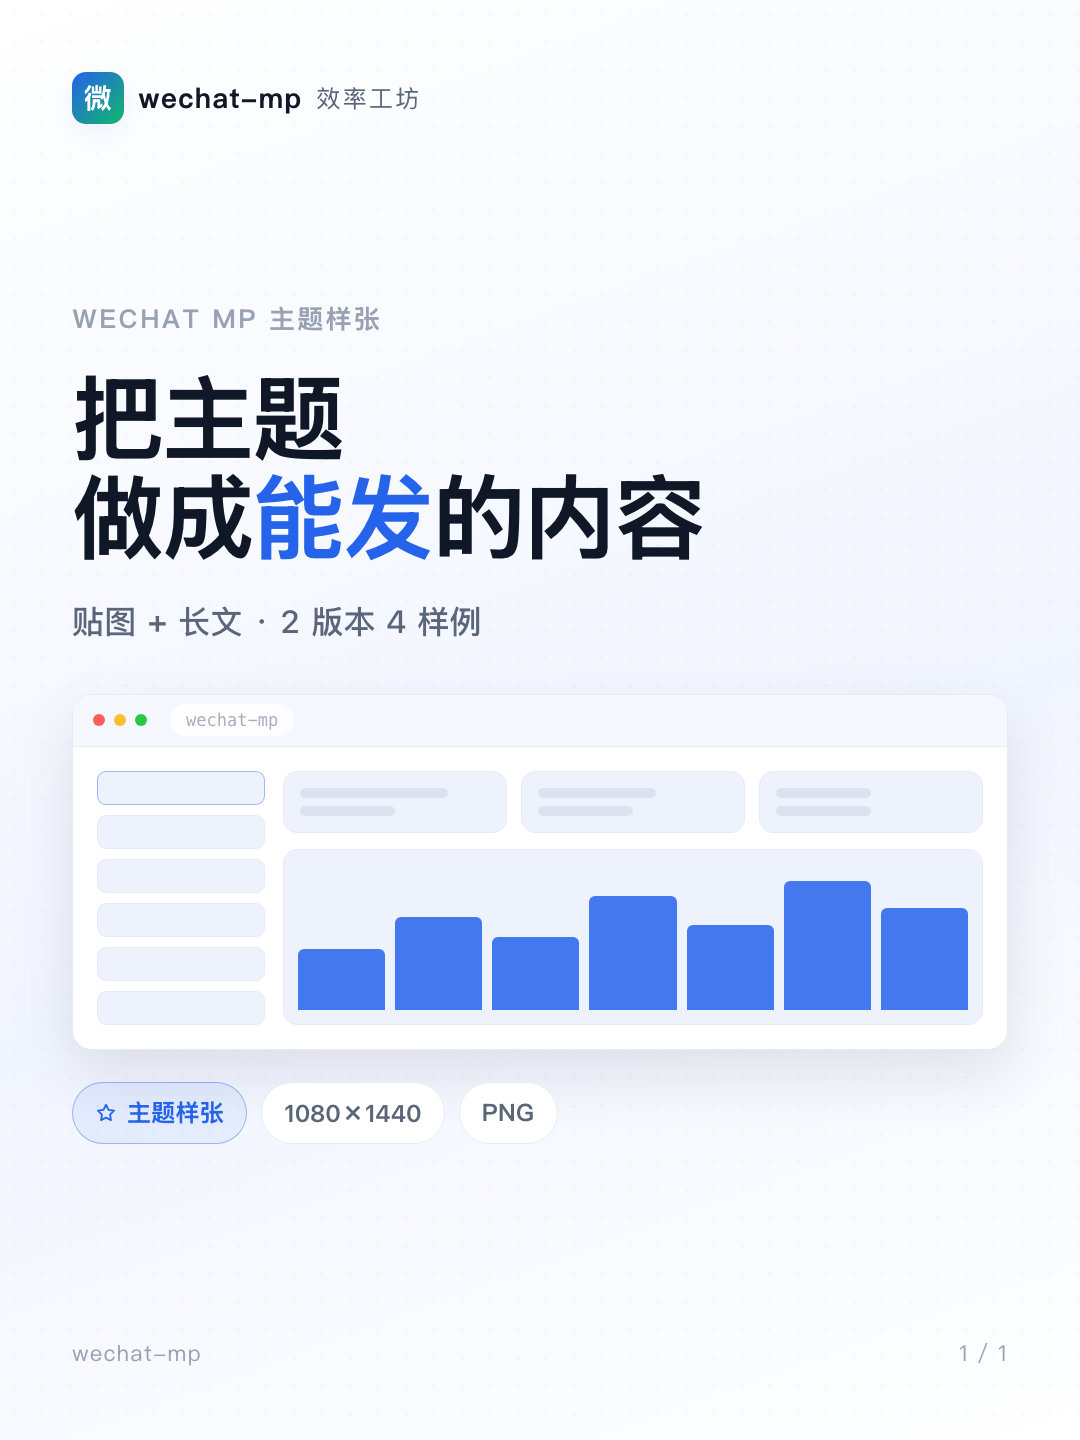 微 wechat-mp 效率工坊
WECHAT MP 主题样张
把主题
做成能发的内容
贴图 + 长文 · 2 版本 4 样例
wechat-mp
主题样张 1080×1440 PNG
wechat-mp 1 / 1